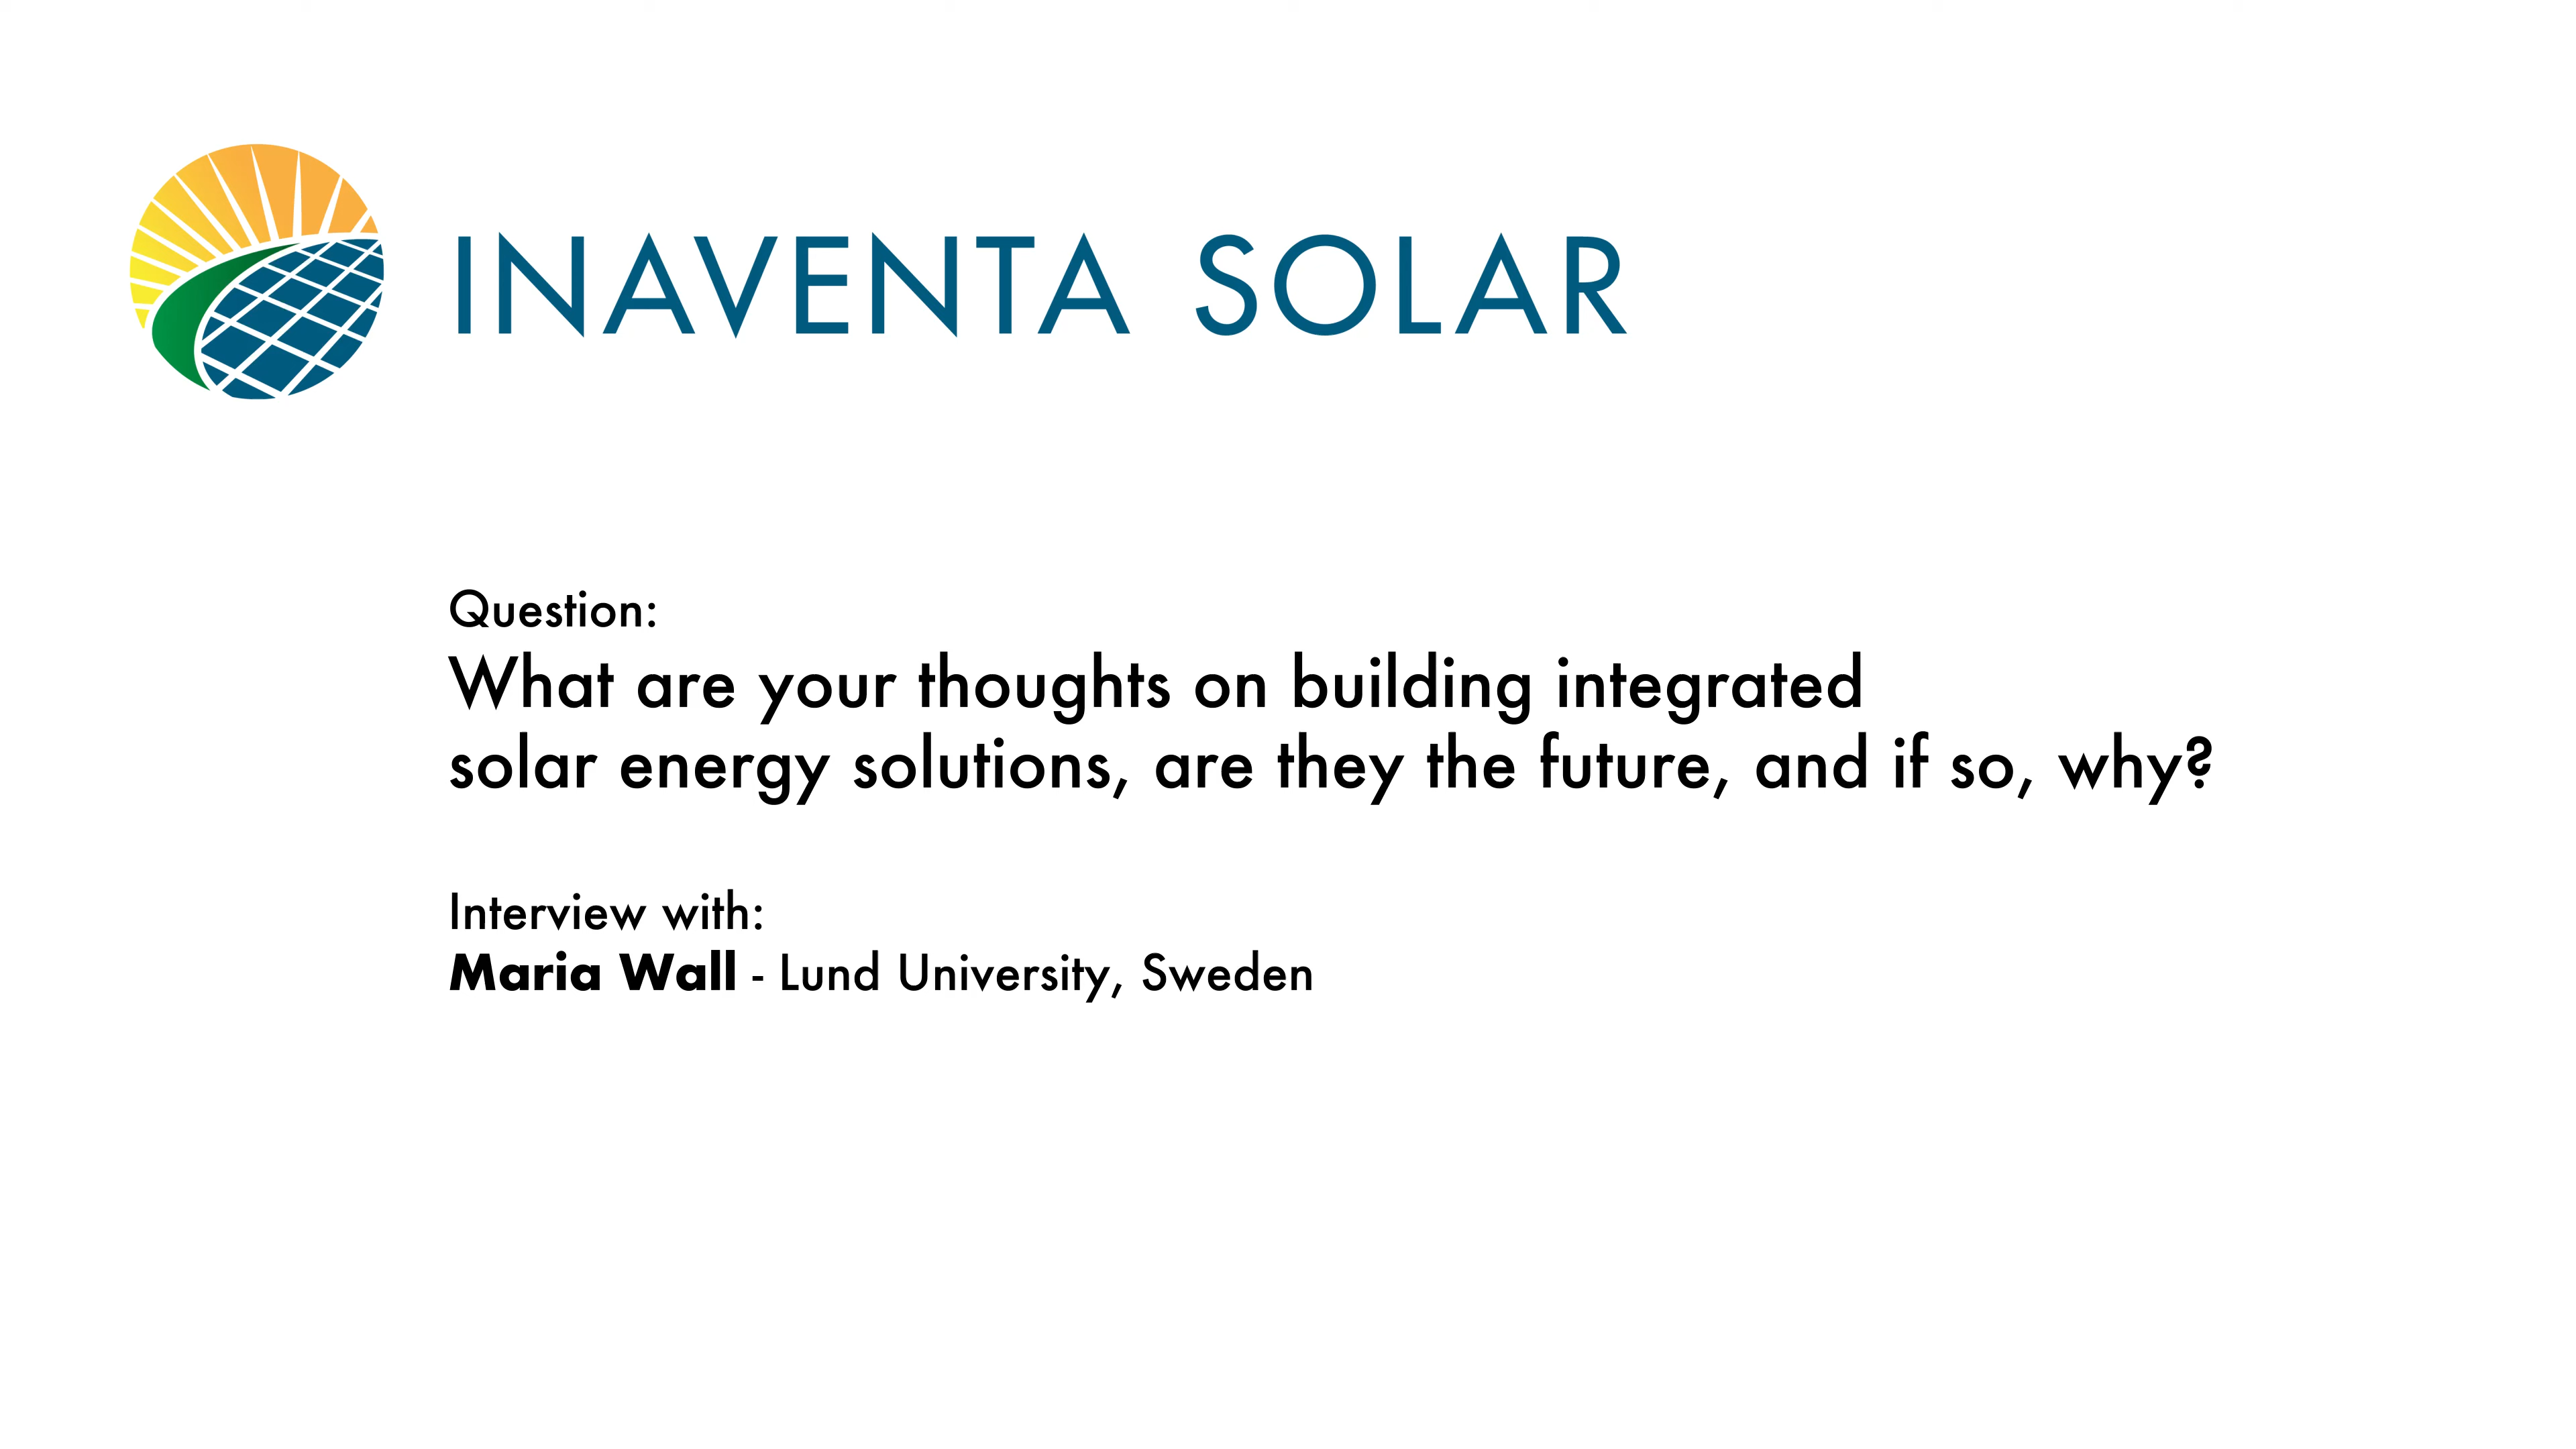 INAVENTA SOLAR
Question:
What are your thoughts on building integrated
solar energy solutions, are they the future, and if so, why?
Interview with:
Maria Wall - Lund University, Sweden